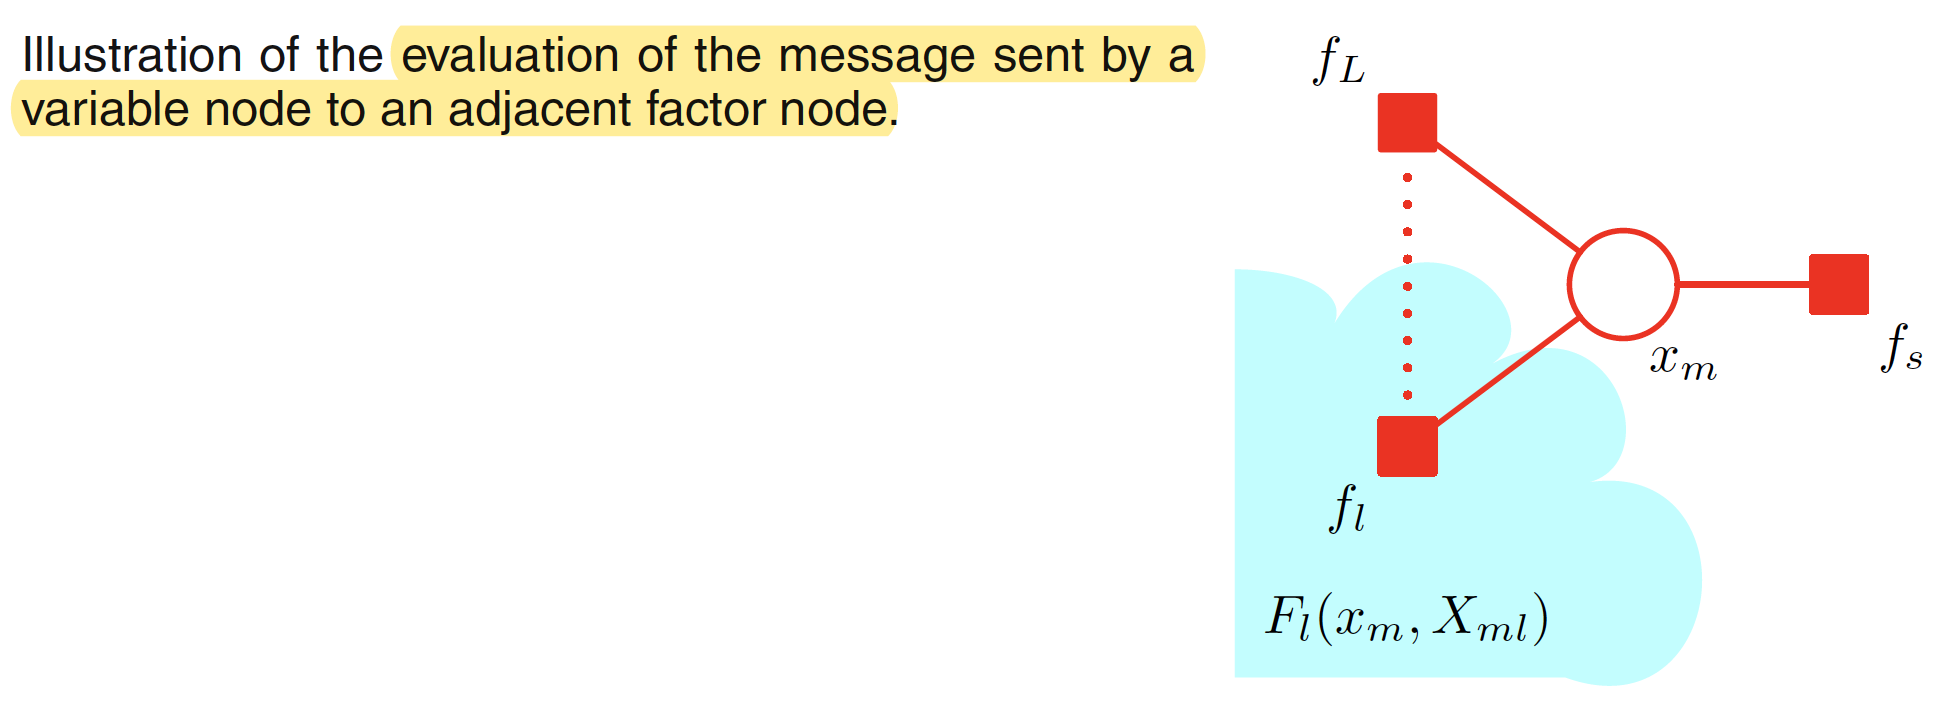 Illustration of the evaluation of the message sent by a
variable node to an adjacent factor node.
f_L
x_m
f_s
f_l
F_l(x_m, X_{ml})